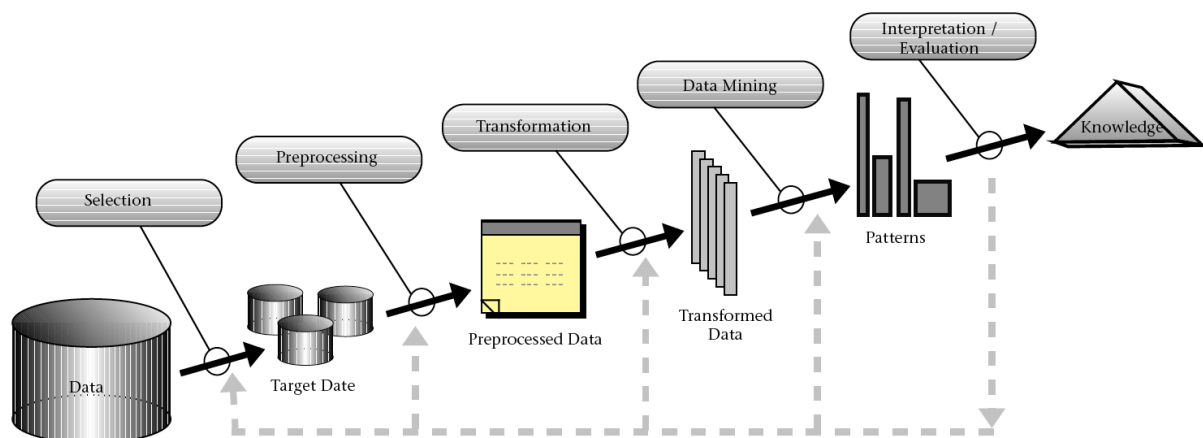 Interpretation /
Evaluation
Data Mining
Transformation
Preprocessing
Selection
Data
Target Date
Preprocessed Data
Transformed
Data
Patterns
Knowledge